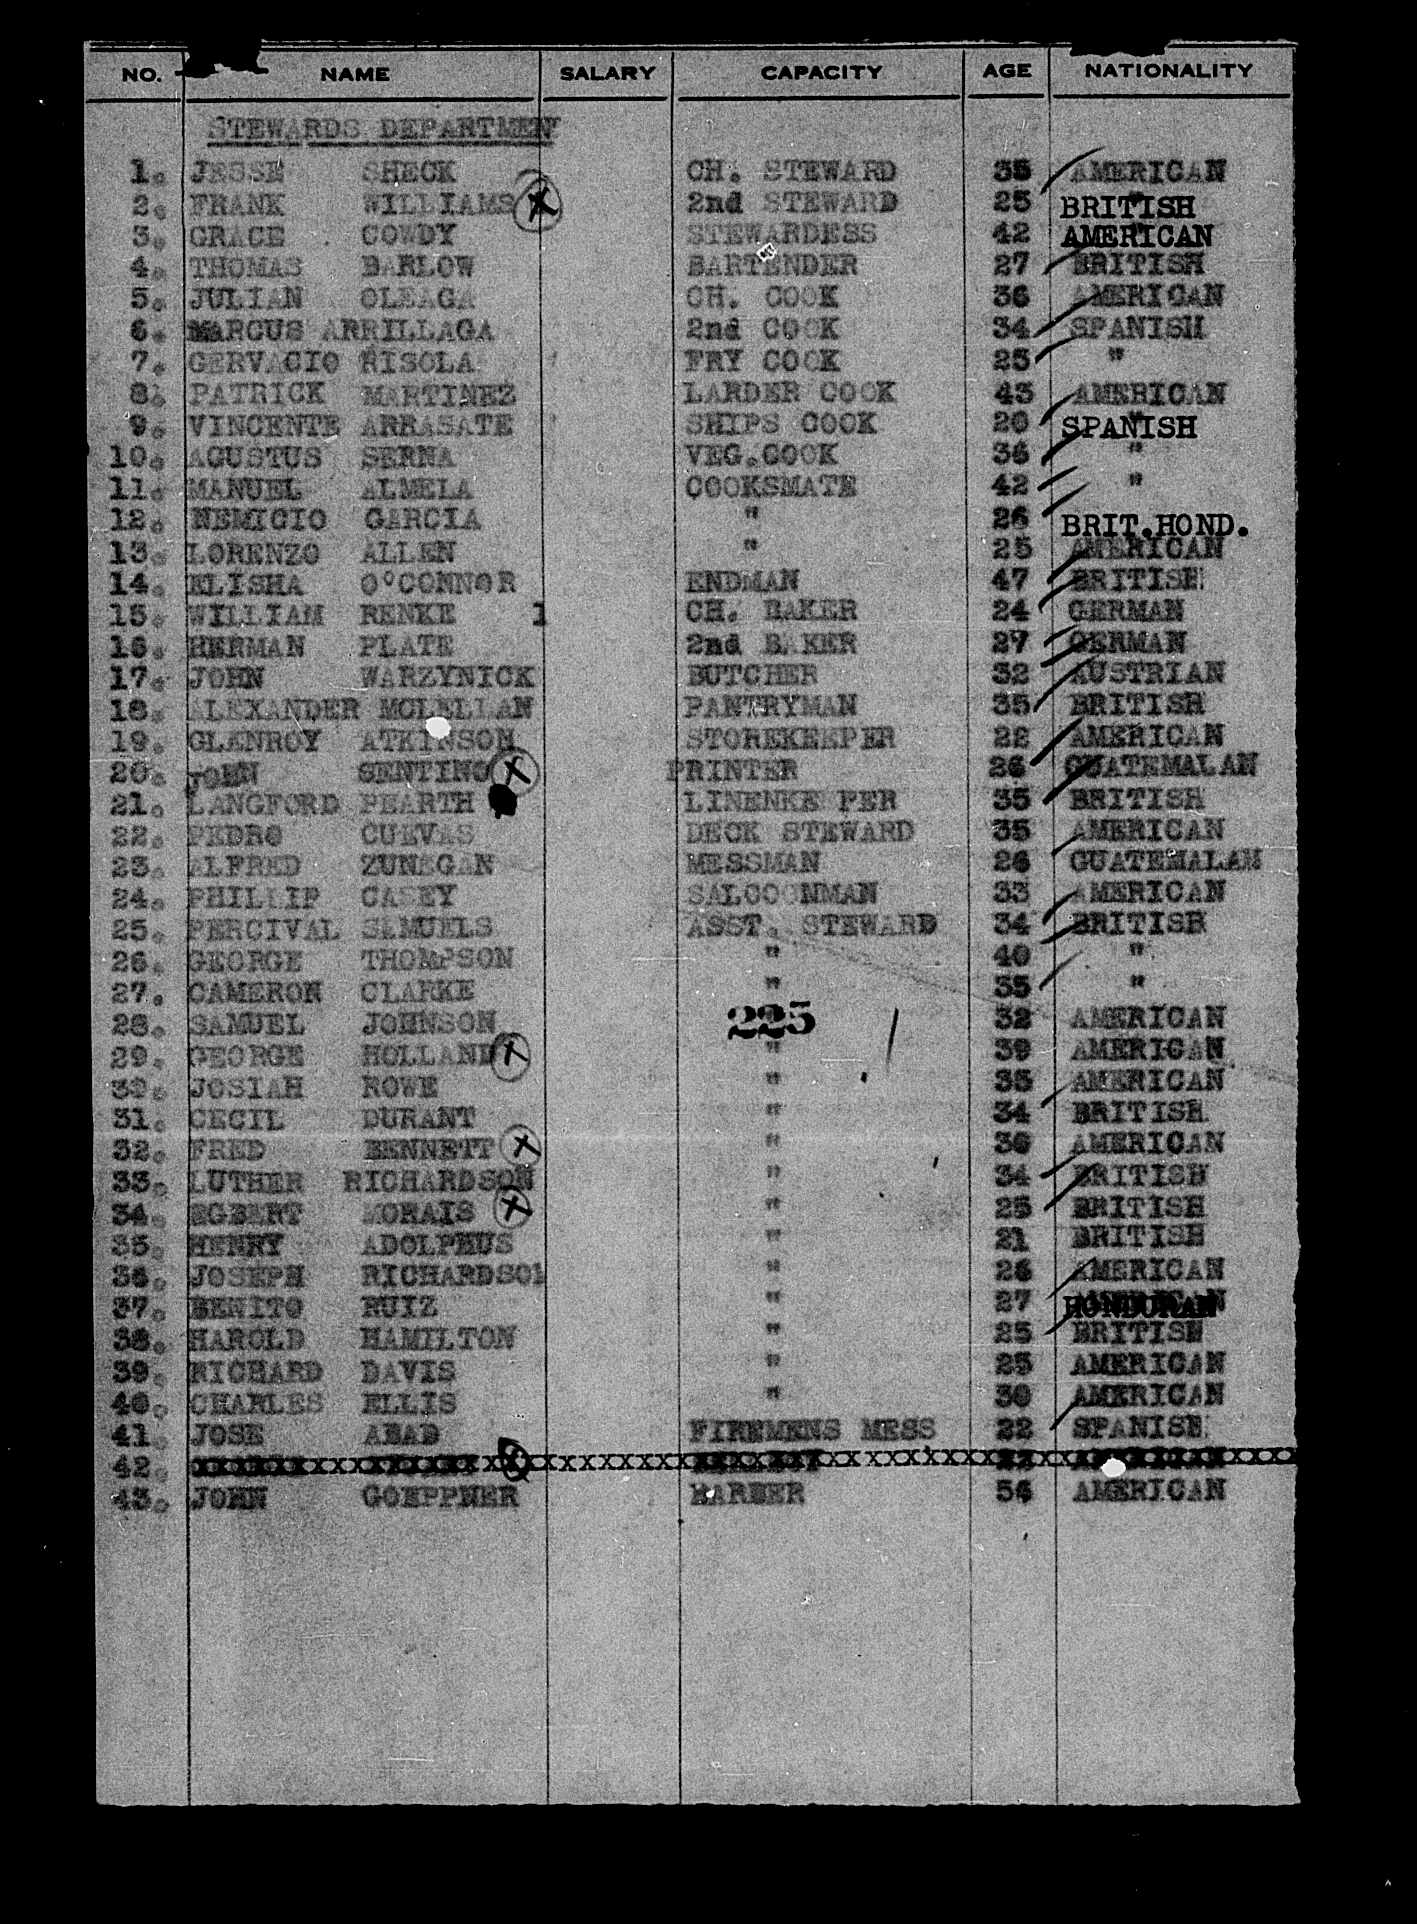 NO. NAME SALARY CAPACITY AGE NATIONALITY
STEWARDS DEPARTMEN
1. JESSE SHECK CH. STEWARD 35 AMERICAN
2. FRANK WILLIAMS X 2nd STEWARD 25 BRITISH
3. GRACE COWDY STEWARDESS 42 AMERICAN
4. THOMAS BARLOW BARTENDER 27 BRITISH
5. JULIAN OLEAGA CH. COOK 36 AMERICAN
6. MARCUS ARRILLAGA 2nd COOK 34 SPANISH
7. GERVACIO RISOLA FRY COOK 25 "
8. PATRICK MARTINEZ LARDER COOK 43 AMERICAN
9. VINCENTE ARRASATE SHIPS COOK 20 SPANISH
10. AGUSTUS SERNA VEG.COOK 36 "
11. MANUEL ALMELA COOKSMATE 42 "
12. NEMICIO GARCIA " 26 BRIT.HOND.
13. LORENZO ALLEN " 25 AMERICAN
14. ELISHA O'CONNOR ENDMAN 47 BRITISH
15. WILLIAM RENKE 1 CH. BAKER 24 GERMAN
16. HERMAN PLATE 2nd BAKER 27 GERMAN
17. JOHN WARZYNICK BUTCHER 32 AUSTRIAN
18. ALEXANDER MCLELLAN PANTRYMAN 35 BRITISH
19. GLENROY ATKINSON STOREKEEPER 22 AMERICAN
20. JOHN SENTINO X PRINTER 26 GUATEMALAN
21. LANGFORD PEARTH LINENKEEPER 35 BRITISH
22. PEDRO CUEVAS DECK STEWARD 35 AMERICAN
23. ALFRED ZUNEGAN MESSMAN 26 GUATEMALAN
24. PHILLIP CASEY SALOOONMAN 33 AMERICAN
25. PERCIVAL SAMUELS ASST. STEWARD 34 BRITISH
26. GEORGE THOMPSON " 40 "
27. CAMERON CLARKE " 35 "
28. SAMUEL JOHNSON 225 32 AMERICAN
29. GEORGE HOLLAND X " 39 AMERICAN
30. JOSIAH ROWE " 35 AMERICAN
31. CECIL DURANT " 34 BRITISH
32. FRED BENNETT X " 36 AMERICAN
33. LUTHER RICHARDSON " 34 BRITISH
34. EGBERT MORAIS X " 25 BRITISH
35. HENRY ADOLPHUS " 21 BRITISH
36. JOSEPH RICHARDSON " 26 AMERICAN
37. BENITO RUIZ " 27 HONDURAN
38. HAROLD HAMILTON " 25 BRITISH
39. RICHARD DAVIS " 25 AMERICAN
40. CHARLES ELLIS " 30 AMERICAN
41. JOSE ABAD FIREMENS MESS 22 SPANISH
42.
43. JOHN GOEPPNER BARBER 54 AMERICAN